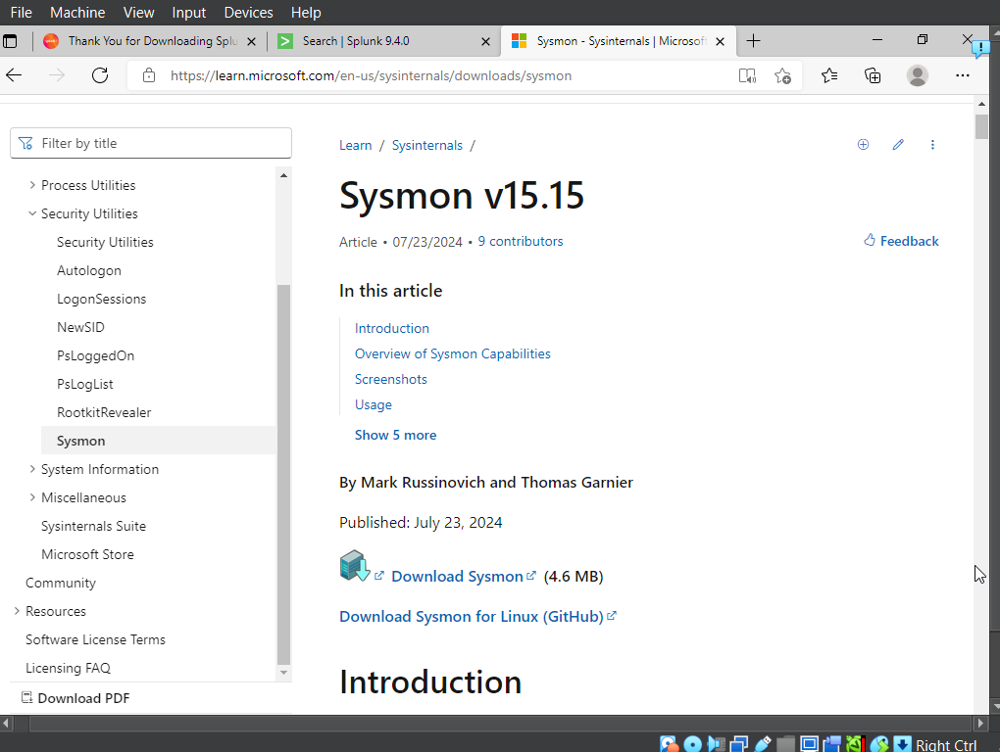 File Machine View Input Devices Help
Thank You for Downloading Splu
Search | Splunk 9.4.0
Sysmon - Sysinternals | Microsof
https://learn.microsoft.com/en-us/sysinternals/downloads/sysmon
Filter by title
Process Utilities
Security Utilities
Security Utilities
Autologon
LogonSessions
NewSID
PsLoggedOn
PsLogList
RootkitRevealer
Sysmon
System Information
Miscellaneous
Sysinternals Suite
Microsoft Store
Community
Resources
Software License Terms
Licensing FAQ
Download PDF
Learn / Sysinternals /
Sysmon v15.15
Article • 07/23/2024 • 9 contributors
Feedback
In this article
Introduction
Overview of Sysmon Capabilities
Screenshots
Usage
Show 5 more
By Mark Russinovich and Thomas Garnier
Published: July 23, 2024
Download Sysmon (4.6 MB)
Download Sysmon for Linux (GitHub)
Introduction
Right Ctrl